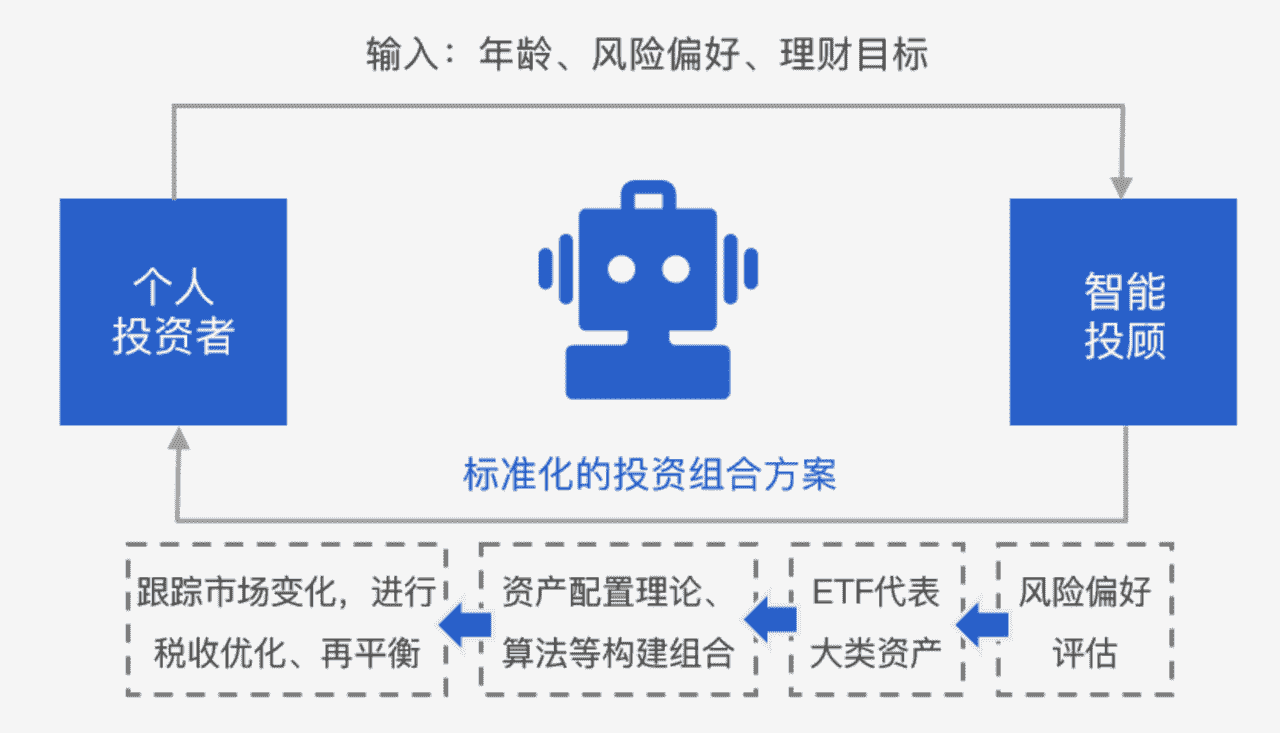 输入：年龄、风险偏好、理财目标
个人
投资者
智能
投顾
标准化的投资组合方案
跟踪市场变化，进行
税收优化、再平衡
资产配置理论、
算法等构建组合
ETF代表
大类资产
风险偏好
评估